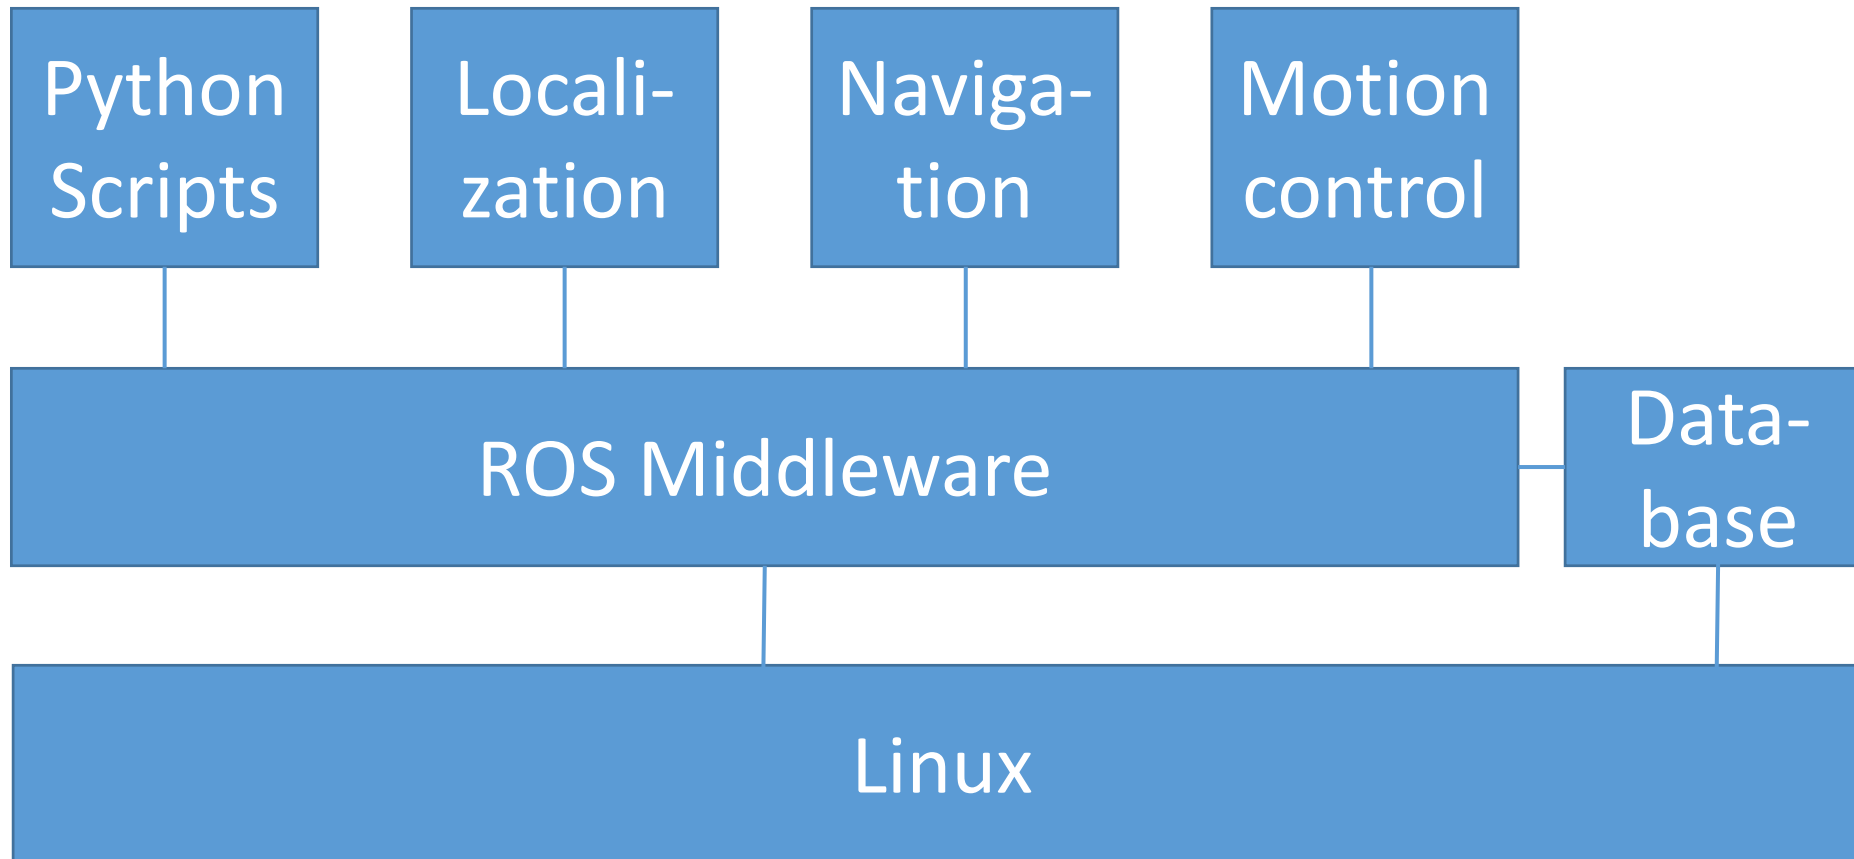 Python
Scripts
Locali-
zation
Naviga-
tion
Motion
control
ROS Middleware
Data-
base
Linux